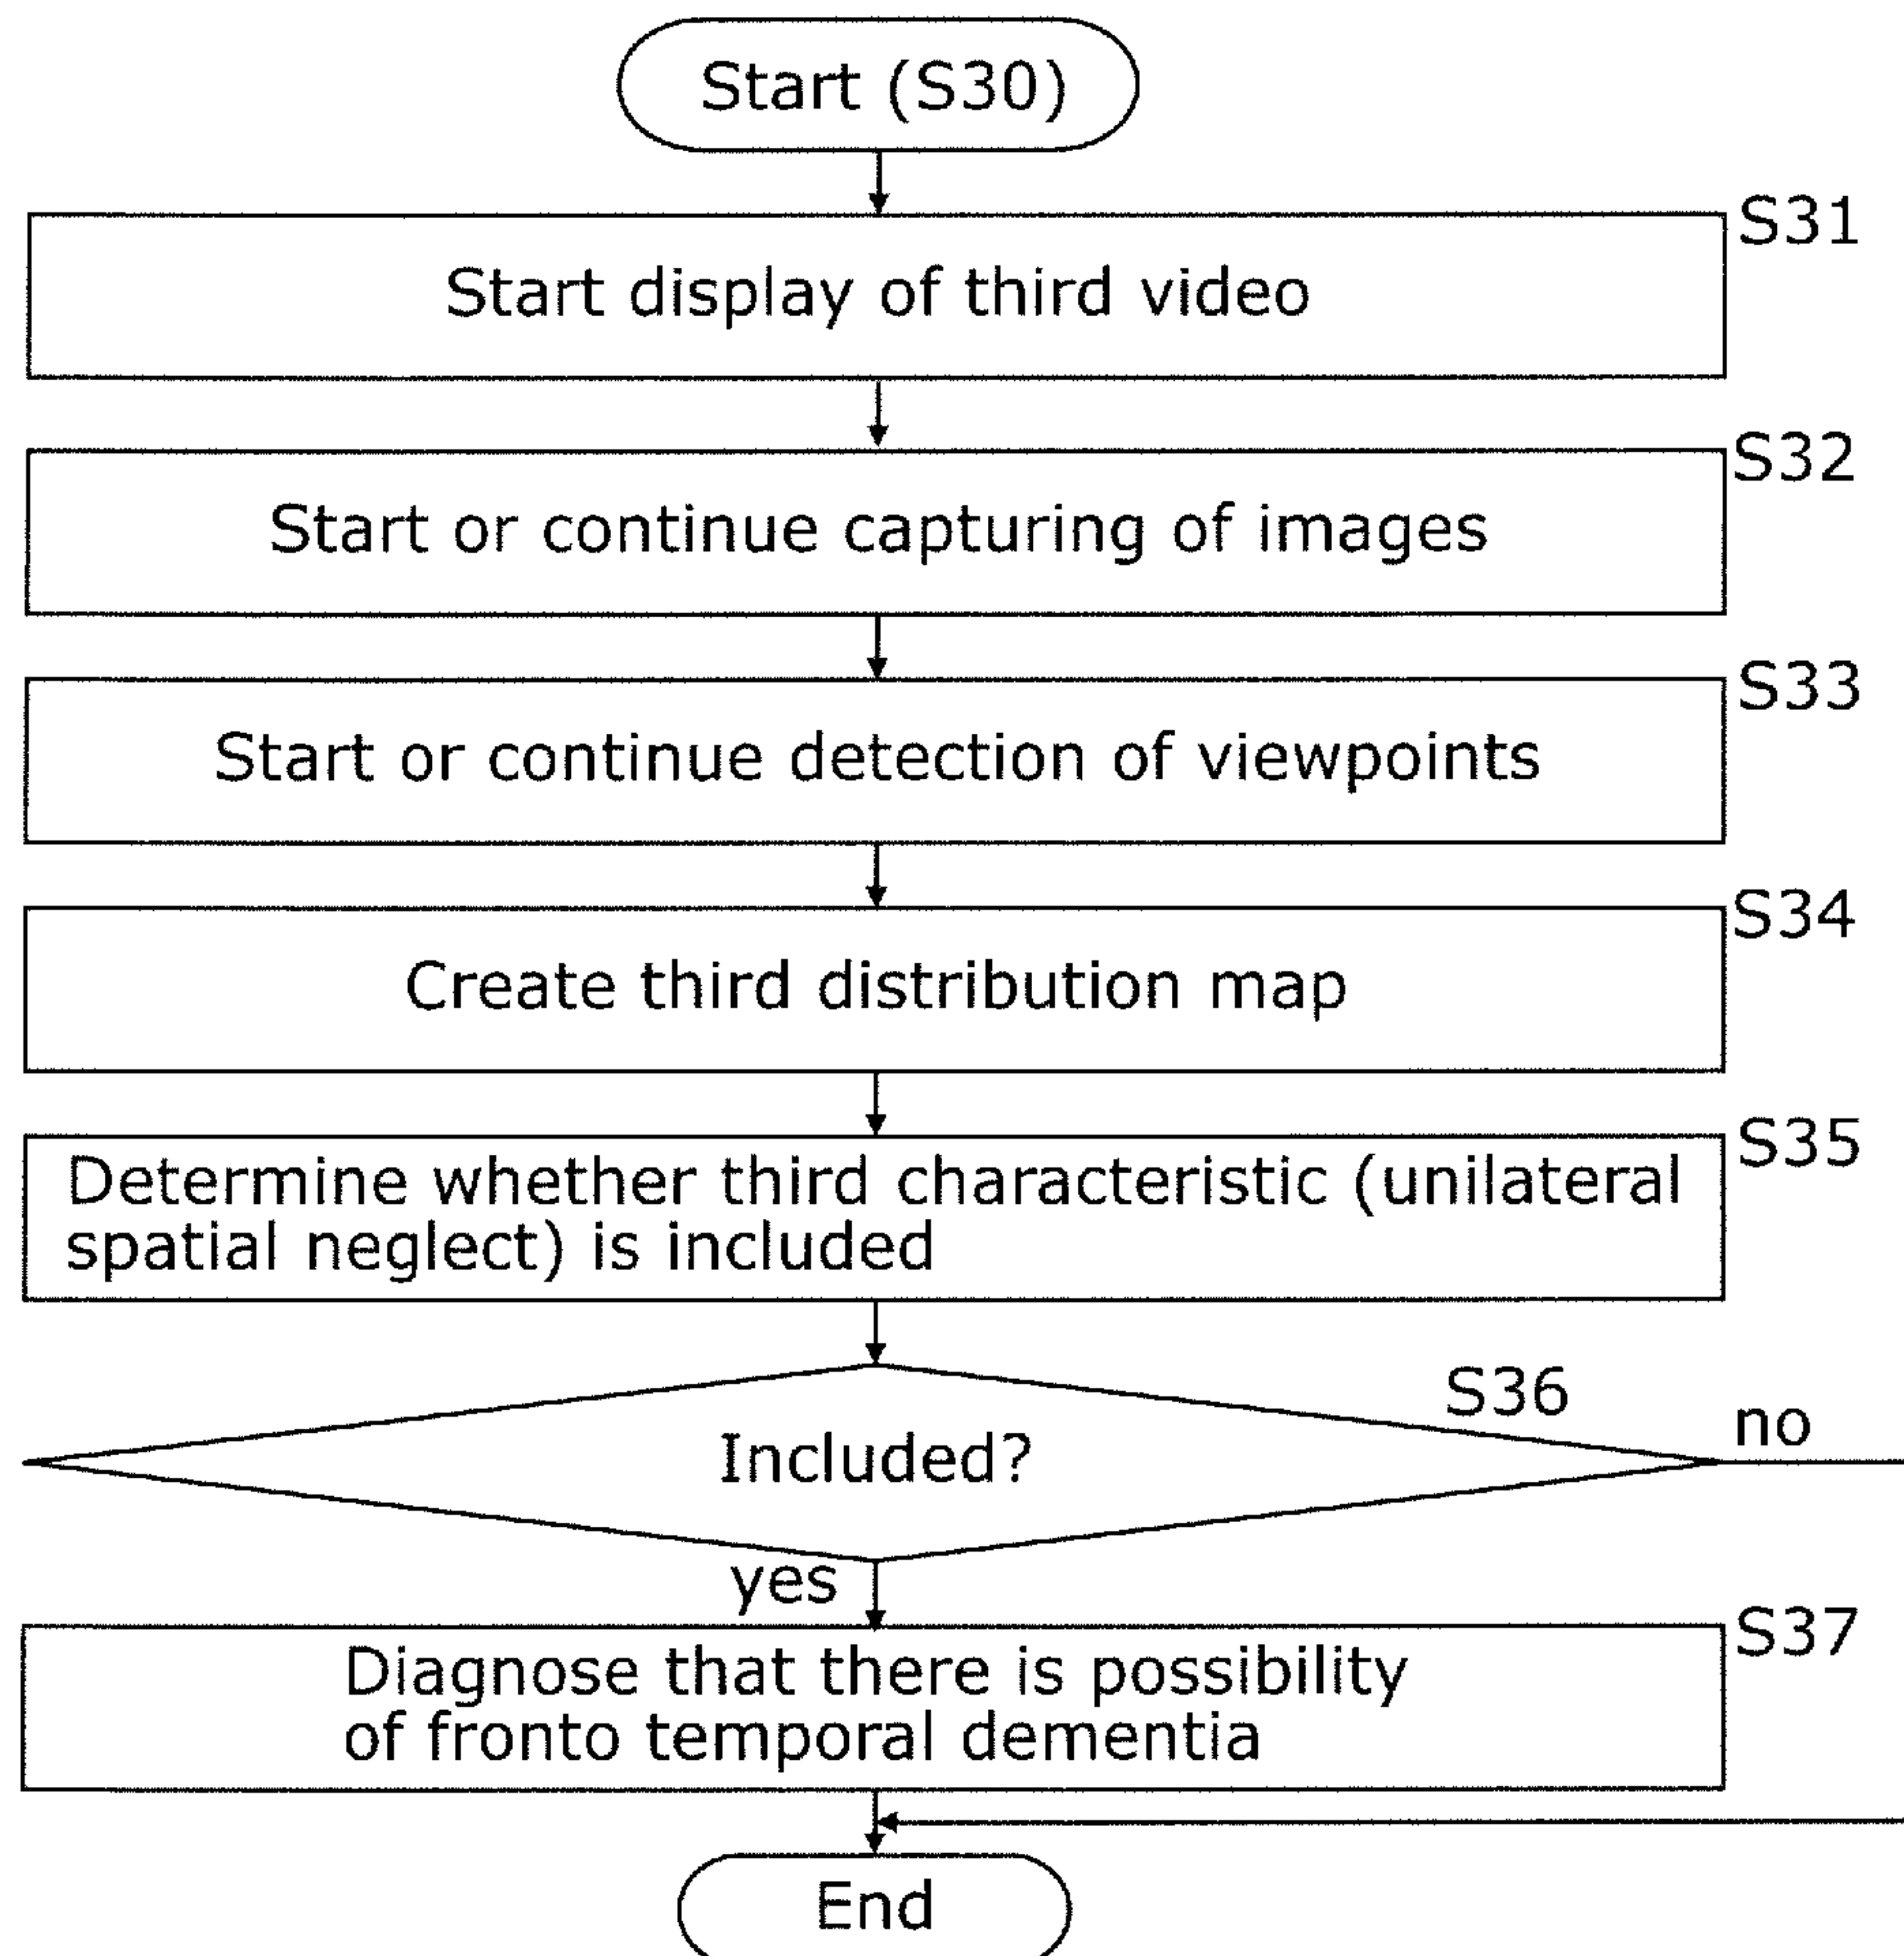 Start (S30)
S31
Start display of third video
S32
Start or continue capturing of images
S33
Start or continue detection of viewpoints
S34
Create third distribution map
S35
Determine whether third characteristic (unilateral
spatial neglect) is included
S36
no
Included?
yes
S37
Diagnose that there is possibility
of fronto temporal dementia
End